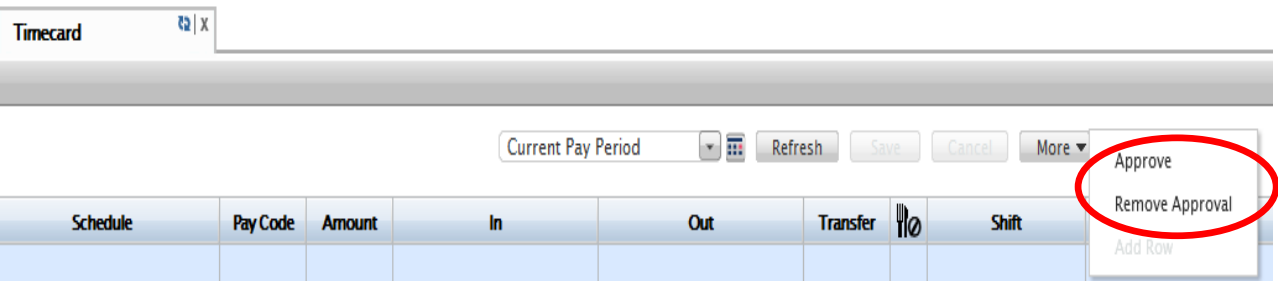 Timecard X
Current Pay Period Refresh Save Cancel More
Approve
Remove Approval
Add Row
Schedule Pay Code Amount In Out Transfer Shift